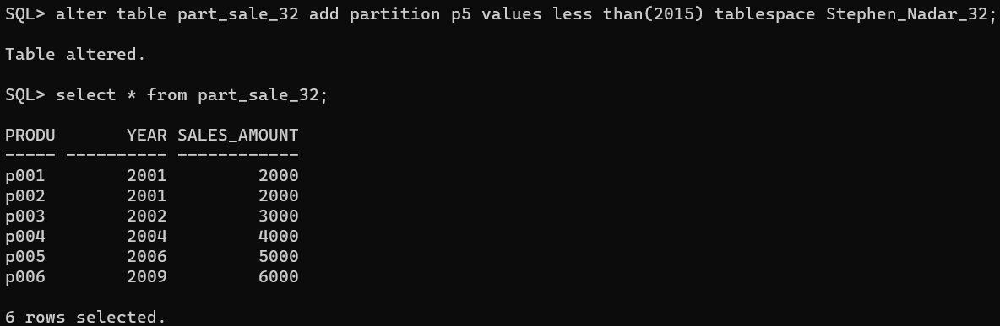 SQL> alter table part_sale_32 add partition p5 values less than(2015) tablespace Stephen_Nadar_32;
Table altered.
SQL> select * from part_sale_32;
PRODU       YEAR SALES_AMOUNT
----- ---------- ------------
p001        2001         2000
p002        2001         2000
p003        2002         3000
p004        2004         4000
p005        2006         5000
p006        2009         6000
6 rows selected.